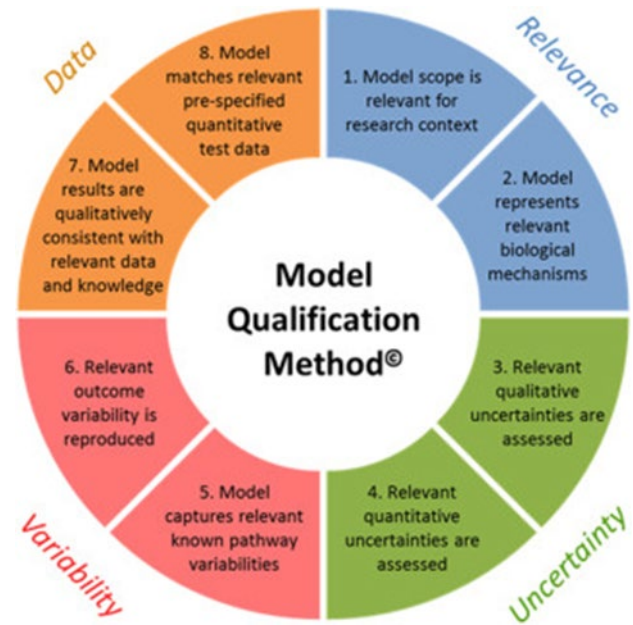 Data
Relevance
8. Model
matches relevant
pre-specified
quantitative
test data
1. Model scope is
relevant for
research context
7. Model
results are
qualitatively
consistent with
relevant data
and knowledge
2. Model
represents
relevant
biological
mechanisms
Model
Qualification
Method©
6. Relevant
outcome
variability is
reproduced
3. Relevant
qualitative
uncertainties are
assessed
5. Model
captures relevant
known pathway
variabilities
4. Relevant
quantitative
uncertainties are
assessed
Variability
Uncertainty